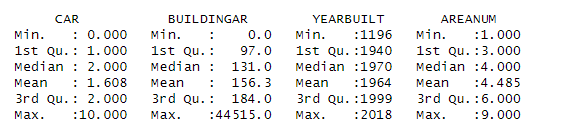 CAR BUILDINGAR YEARBUILT AREANUM
Min. : 0.000 Min. : 0.0 Min. :1196 Min. :1.000
1st Qu.: 1.000 1st Qu.: 97.0 1st Qu.:1940 1st Qu.:3.000
Median : 2.000 Median : 131.0 Median :1970 Median :4.000
Mean : 1.608 Mean : 156.3 Mean :1964 Mean :4.485
3rd Qu.: 2.000 3rd Qu.: 184.0 3rd Qu.:1999 3rd Qu.:6.000
Max. :10.000 Max. :44515.0 Max. :2018 Max. :9.000